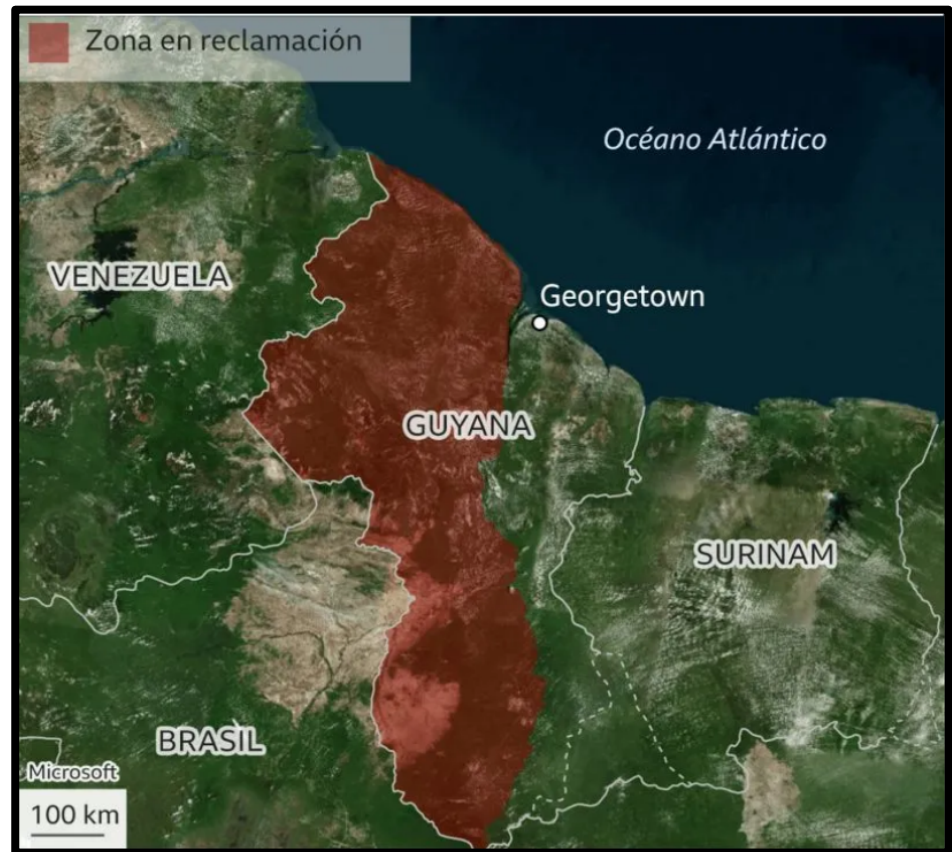 Zona en reclamación
Océano Atlántico
VENEZUELA
Georgetown
GUYANA
SURINAM
BRASIL
Microsoft
100 km